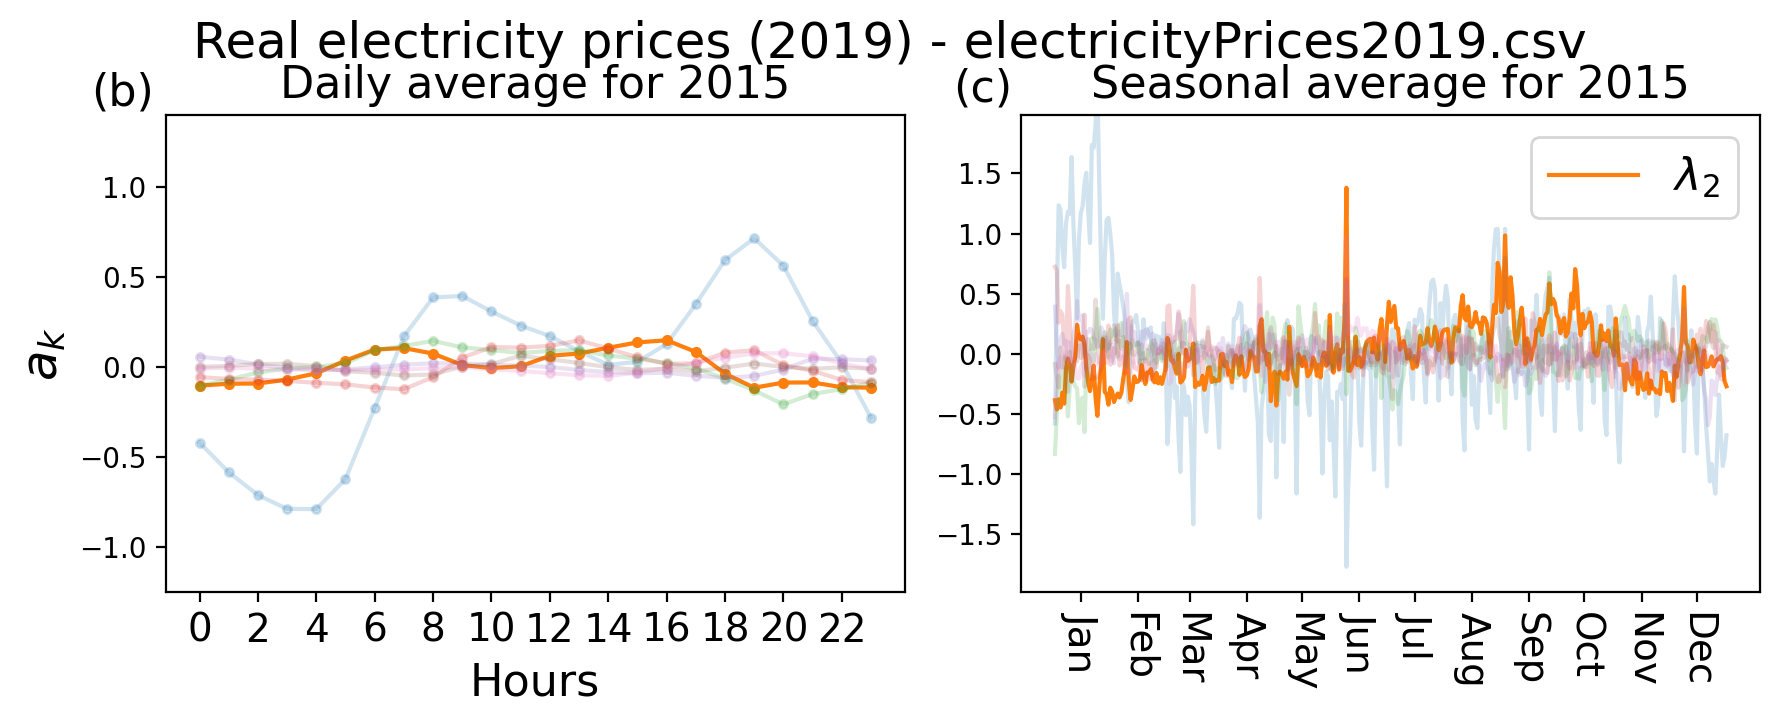 Real electricity prices (2019) - electricityPrices2019.csv
(b) Daily average for 2015
(c) Seasonal average for 2015
a_k
1.0
0.5
0.0
−0.5
−1.0
0 2 4 6 8 10 12 14 16 18 20 22
Hours
λ_2
1.5
1.0
0.5
0.0
−0.5
−1.0
−1.5
Jan Feb Mar Apr May Jun Jul Aug Sep Oct Nov Dec